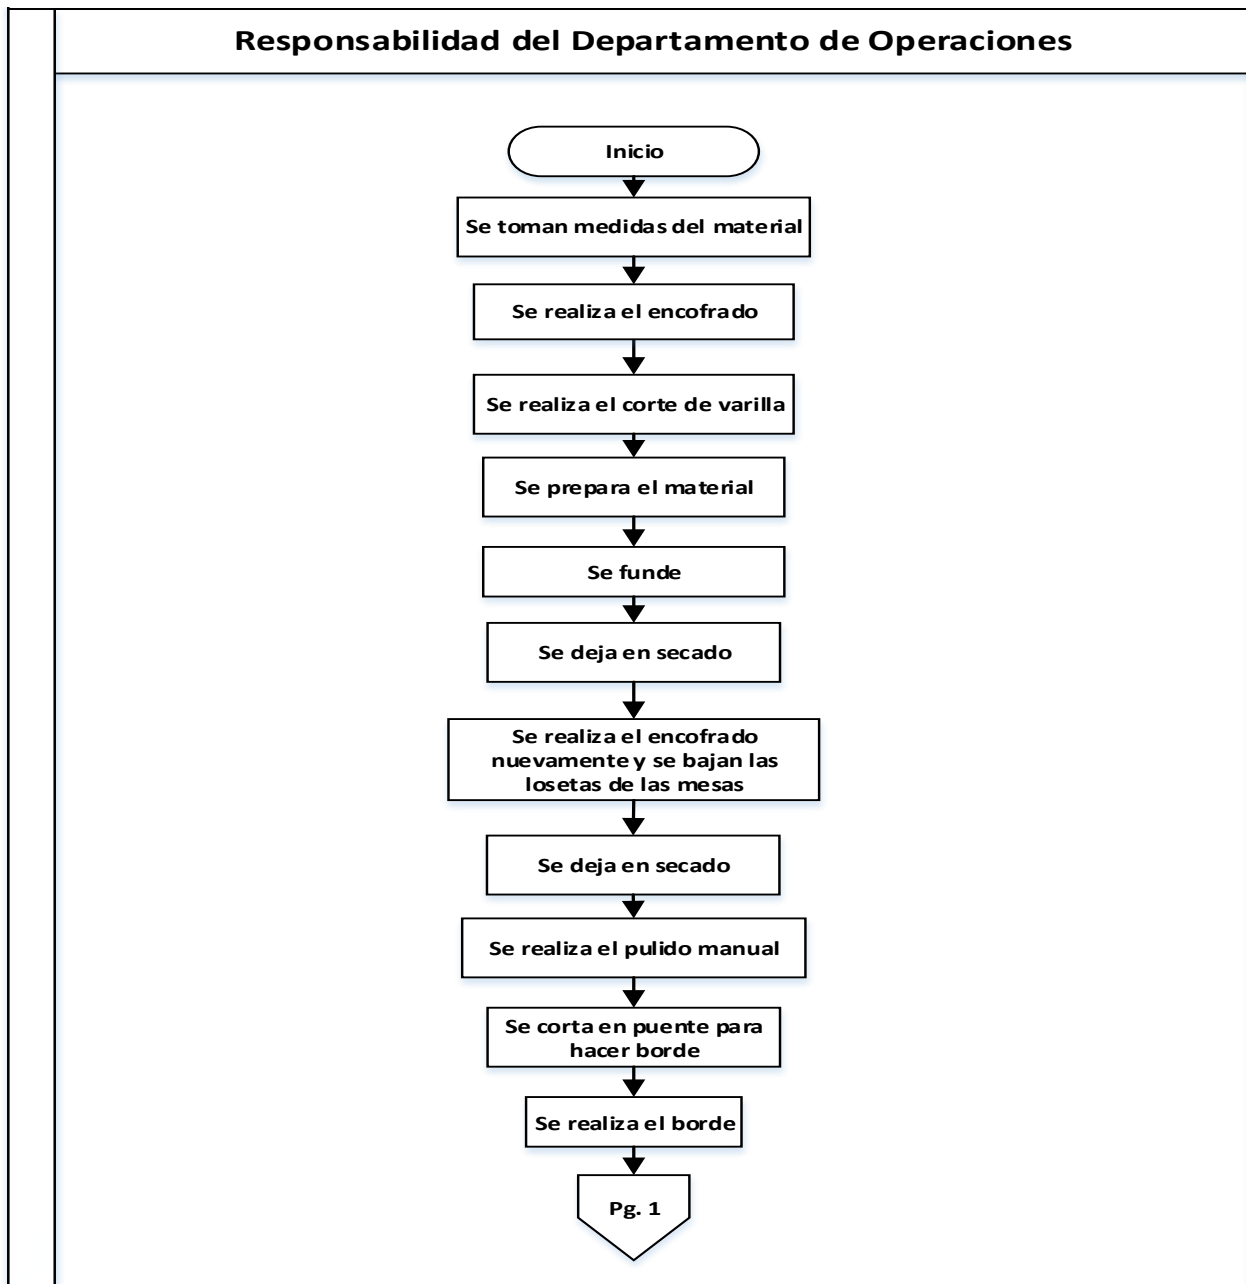 Responsabilidad del Departamento de Operaciones
Inicio
Se toman medidas del material
Se realiza el encofrado
Se realiza el corte de varilla
Se prepara el material
Se funde
Se deja en secado
Se realiza el encofrado
nuevamente y se bajan las
losetas de las mesas
Se deja en secado
Se realiza el pulido manual
Se corta en puente para
hacer borde
Se realiza el borde
Pg. 1